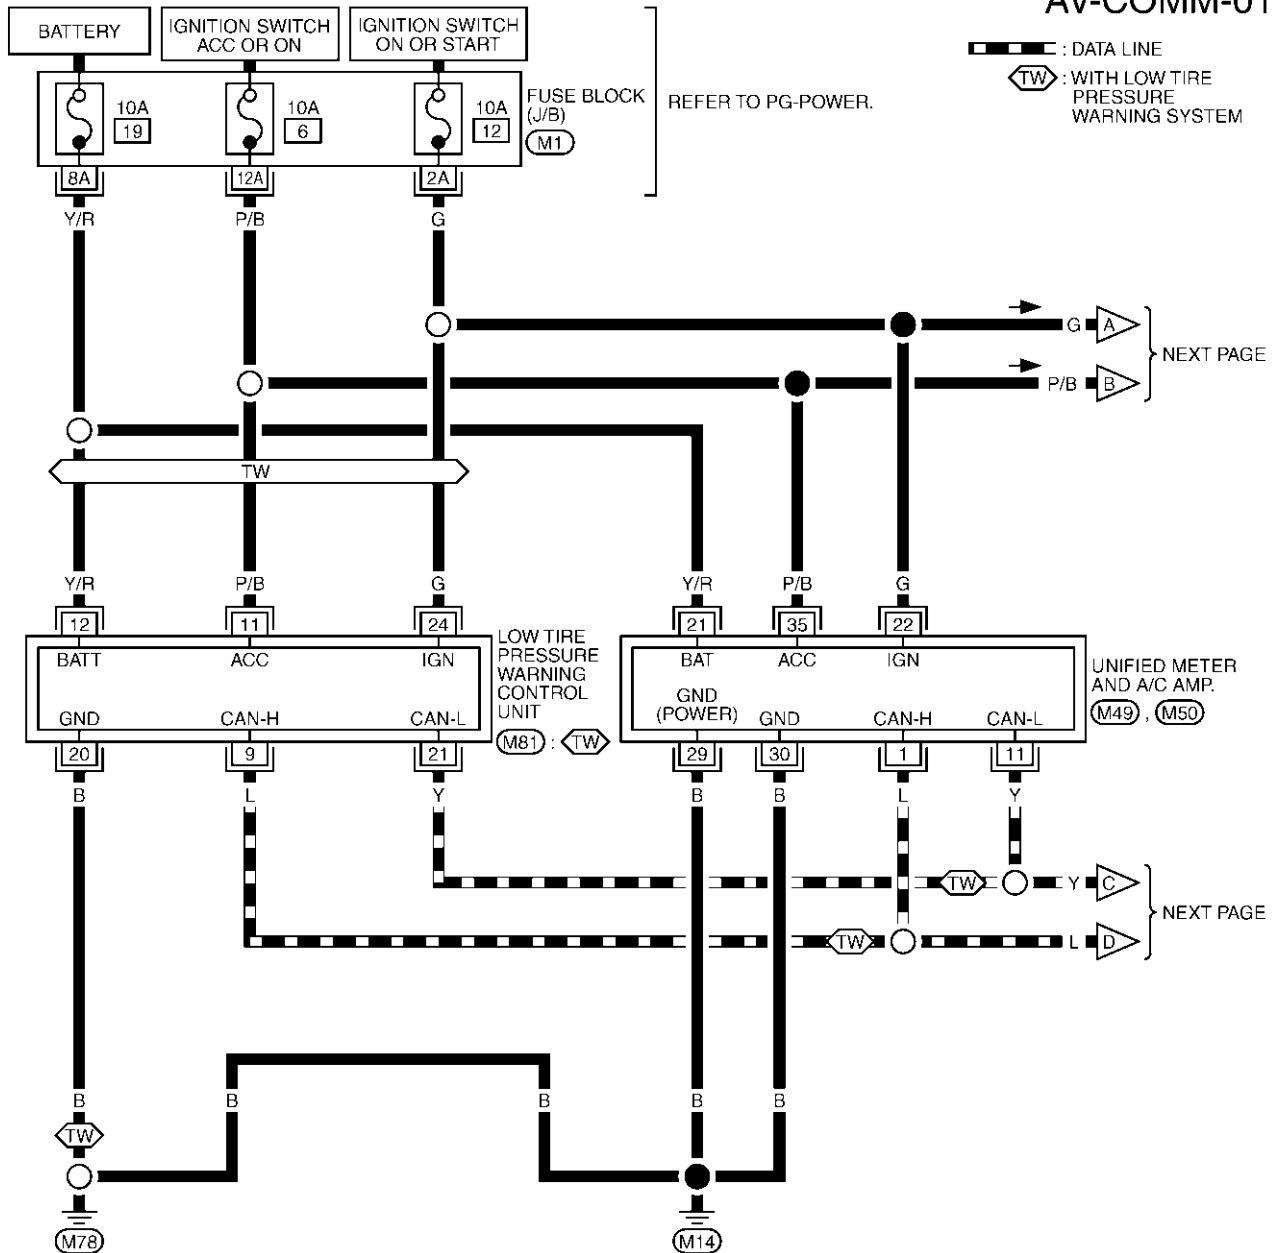 AV-COMM-01
BATTERY
IGNITION SWITCH
ACC OR ON
IGNITION SWITCH
ON OR START
: DATA LINE
TW : WITH LOW TIRE
PRESSURE
WARNING SYSTEM
10A
19
10A
6
10A
12
FUSE BLOCK
(J/B)
M1
REFER TO PG-POWER.
8A
12A
2A
Y/R
P/B
G
G
A
P/B
B
NEXT PAGE
TW
Y/R
P/B
G
Y/R
P/B
G
12
11
24
21
35
22
BATT
ACC
IGN
GND
CAN-H
CAN-L
LOW TIRE
PRESSURE
WARNING
CONTROL
UNIT
M81 : TW
BAT
ACC
IGN
GND
(POWER)
GND
CAN-H
CAN-L
UNIFIED METER
AND A/C AMP.
M49 , M50
20
9
21
29
30
1
11
B
L
Y
B
B
L
Y
TW
Y
C
TW
L
D
NEXT PAGE
B
B
B
B
B
TW
M78
M14